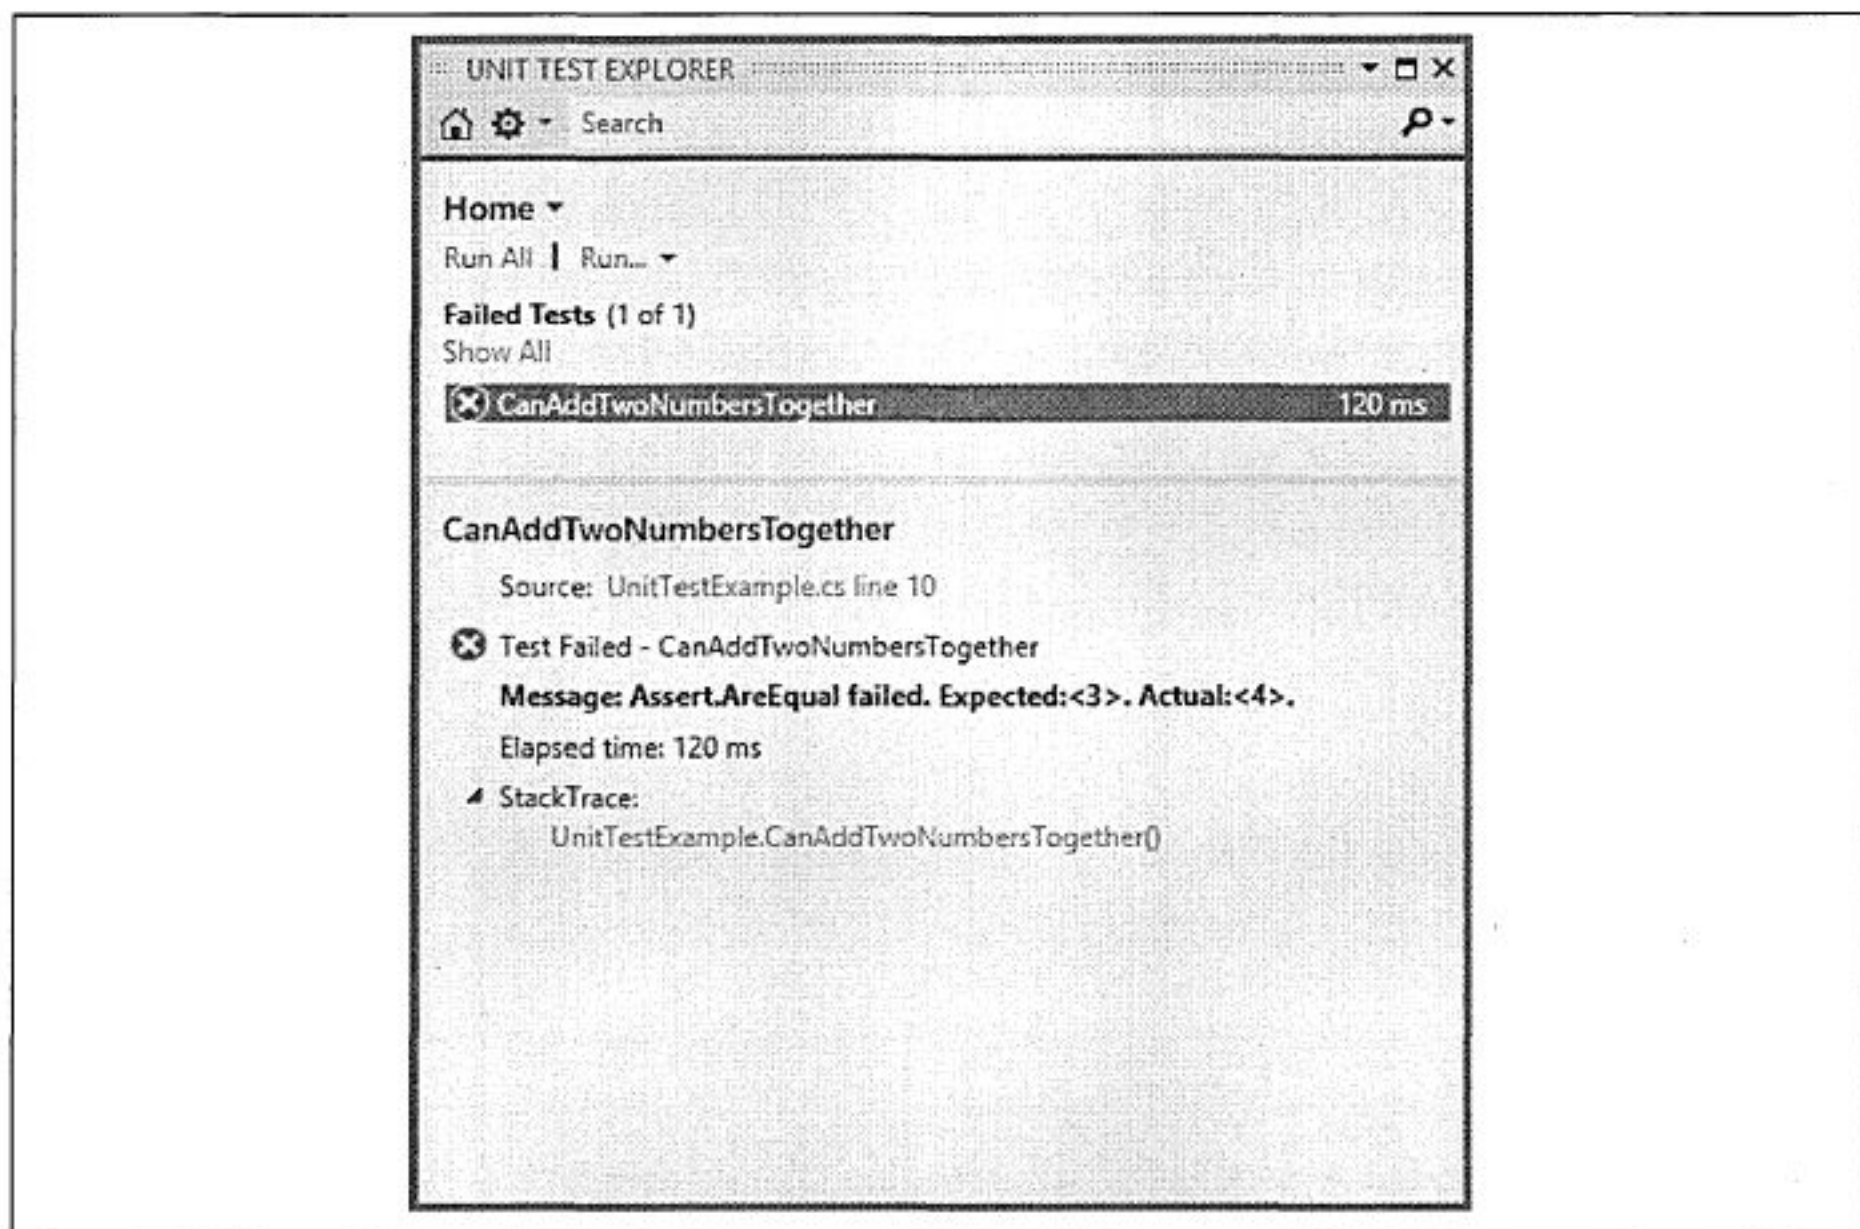 UNIT TEST EXPLORER
Search
Home
Run All | Run...
Failed Tests (1 of 1)
Show All
CanAddTwoNumbersTogether 120 ms
CanAddTwoNumbersTogether
Source: UnitTestExample.cs line 10
Test Failed - CanAddTwoNumbersTogether
Message: Assert.AreEqual failed. Expected:<3>. Actual:<4>.
Elapsed time: 120 ms
StackTrace:
UnitTestExample.CanAddTwoNumbersTogether()